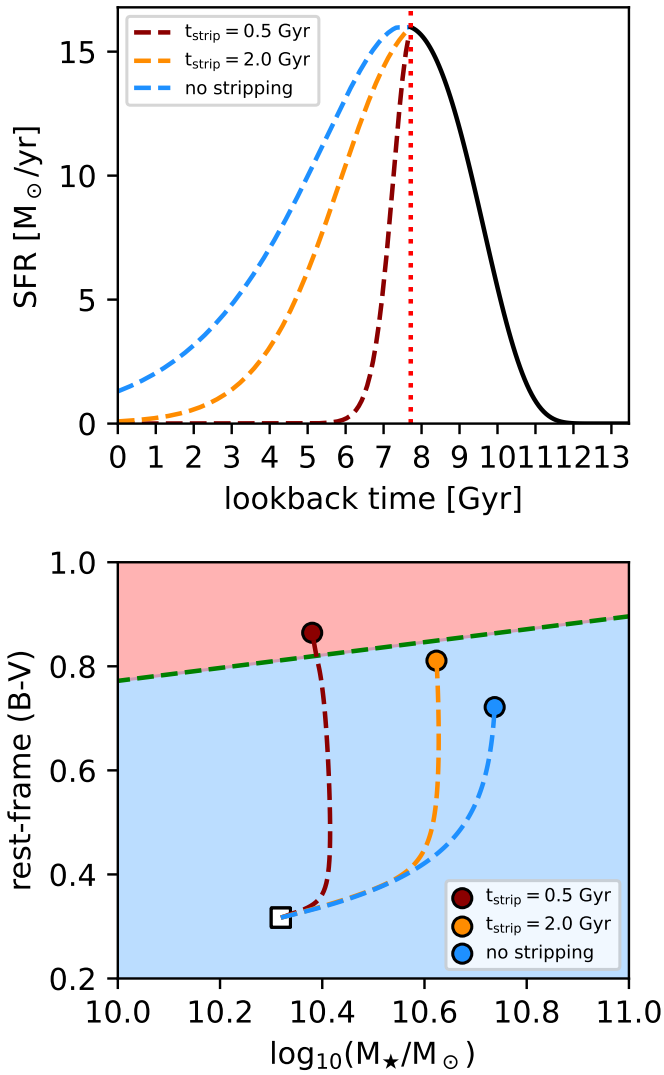 t_strip = 0.5 Gyr
t_strip = 2.0 Gyr
no stripping
SFR [M⊙/yr]
15
10
5
0
0 1 2 3 4 5 6 7 8 9 10 11 12 13
lookback time [Gyr]
rest-frame (B-V)
1.0
0.8
0.6
0.4
0.2
t_strip = 0.5 Gyr
t_strip = 2.0 Gyr
no stripping
10.0 10.2 10.4 10.6 10.8 11.0
log₁₀(M★/M⊙)